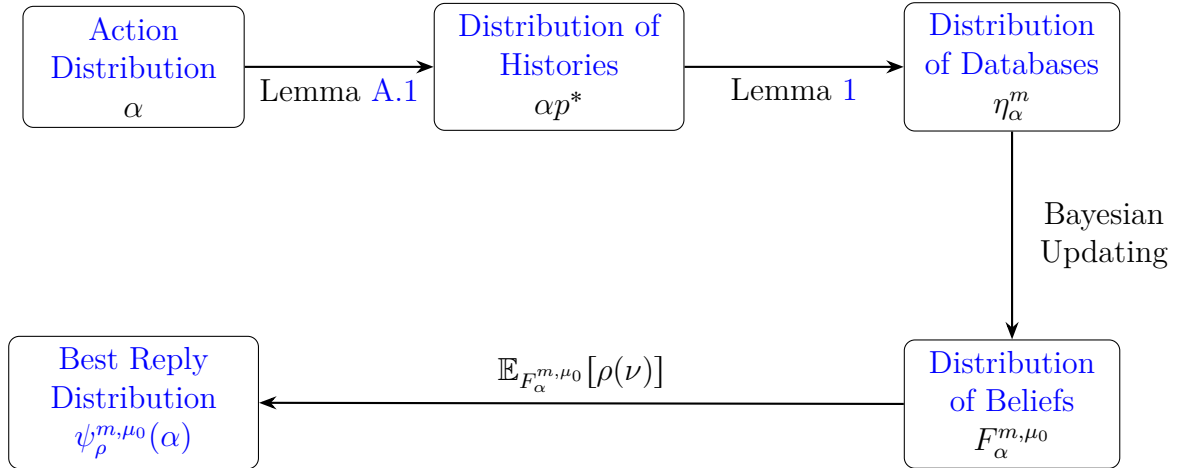 Action
Distribution
α
Lemma A.1
Distribution of
Histories
αp*
Lemma 1
Distribution
of Databases
η_α^m
Bayesian
Updating
Best Reply
Distribution
ψ_ρ^{m,μ_0}(α)
𝔼_{F_α^{m,μ_0}}[ρ(ν)]
Distribution
of Beliefs
F_α^{m,μ_0}